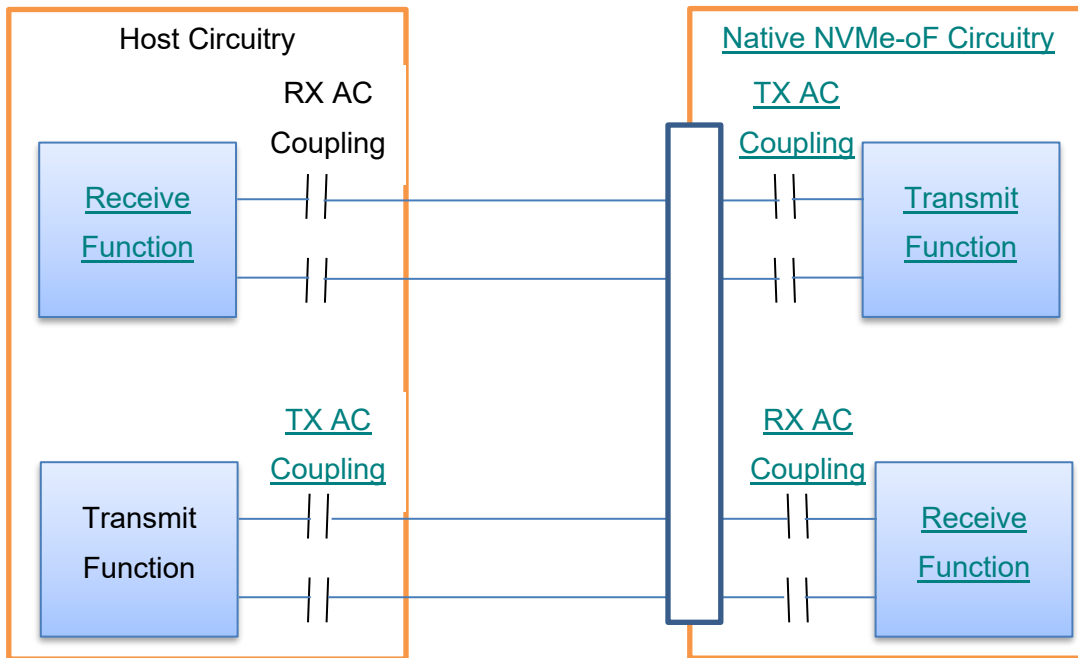 Host Circuitry
Native NVMe-oF Circuitry
RX AC
Coupling
TX AC
Coupling
Receive
Function
Transmit
Function
TX AC
Coupling
RX AC
Coupling
Transmit
Function
Receive
Function